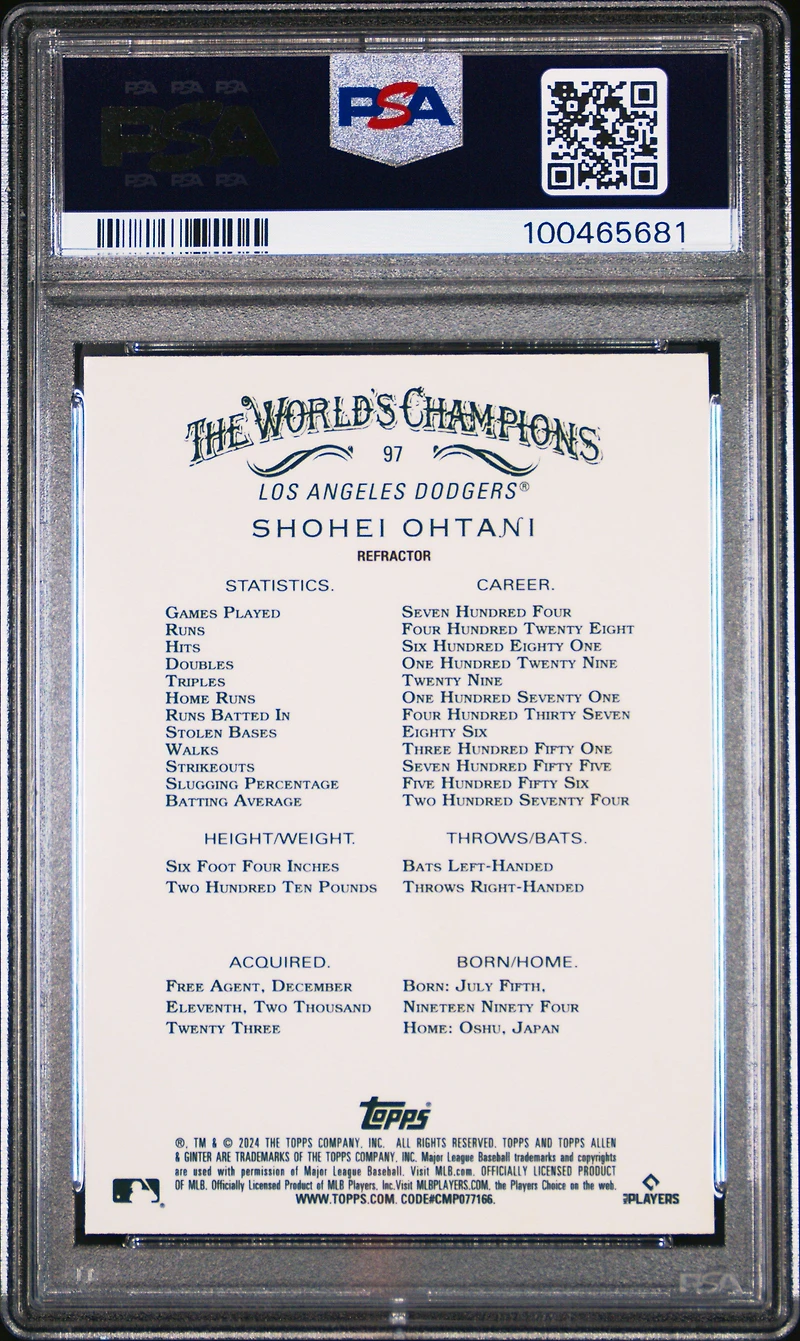 PSA PSA PSA
PSA
PSA PSA PSA
PSA
100465681
THE WORLD'S CHAMPIONS
97
LOS ANGELES DODGERS®
SHOHEI OHTANI
REFRACTOR
STATISTICS. CAREER.
GAMES PLAYED SEVEN HUNDRED FOUR
RUNS FOUR HUNDRED TWENTY EIGHT
HITS SIX HUNDRED EIGHTY ONE
DOUBLES ONE HUNDRED TWENTY NINE
TRIPLES TWENTY NINE
HOME RUNS ONE HUNDRED SEVENTY ONE
RUNS BATTED IN FOUR HUNDRED THIRTY SEVEN
STOLEN BASES EIGHTY SIX
WALKS THREE HUNDRED FIFTY ONE
STRIKEOUTS SEVEN HUNDRED FIFTY FIVE
SLUGGING PERCENTAGE FIVE HUNDRED FIFTY SIX
BATTING AVERAGE TWO HUNDRED SEVENTY FOUR
HEIGHT/WEIGHT. THROWS/BATS.
SIX FOOT FOUR INCHES BATS LEFT-HANDED
TWO HUNDRED TEN POUNDS THROWS RIGHT-HANDED
ACQUIRED. BORN/HOME.
FREE AGENT, DECEMBER BORN: JULY FIFTH,
ELEVENTH, TWO THOUSAND NINETEEN NINETY FOUR
TWENTY THREE HOME: OSHU, JAPAN
topps®
®, TM & © 2024 THE TOPPS COMPANY, INC. ALL RIGHTS RESERVED. TOPPS AND TOPPS ALLEN
& GINTER ARE TRADEMARKS OF THE TOPPS COMPANY, INC. Major League Baseball trademarks and copyrights
are used with permission of Major League Baseball. Visit MLB.com. OFFICIALLY LICENSED PRODUCT
OF MLB. Officially Licensed Product of MLB Players, Inc.Visit MLBPLAYERS.COM, the Players Choice on the web.
WWW.TOPPS.COM. CODE#CMP077166.
PLAYERS
PSA